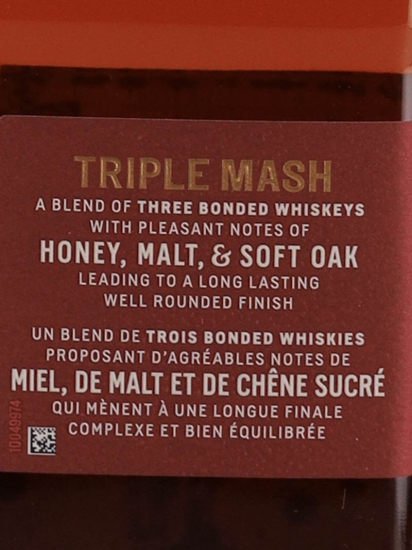 TRIPLE MASH
A BLEND OF THREE BONDED WHISKEYS
WITH PLEASANT NOTES OF
HONEY, MALT, & SOFT OAK
LEADING TO A LONG LASTING
WELL ROUNDED FINISH
UN BLEND DE TROIS BONDED WHISKIES
PROPOSANT D'AGRÉABLES NOTES DE
MIEL, DE MALT ET DE CHÊNE SUCRÉ
QUI MÈNENT À UNE LONGUE FINALE
COMPLEXE ET BIEN ÉQUILIBRÉE
10049974